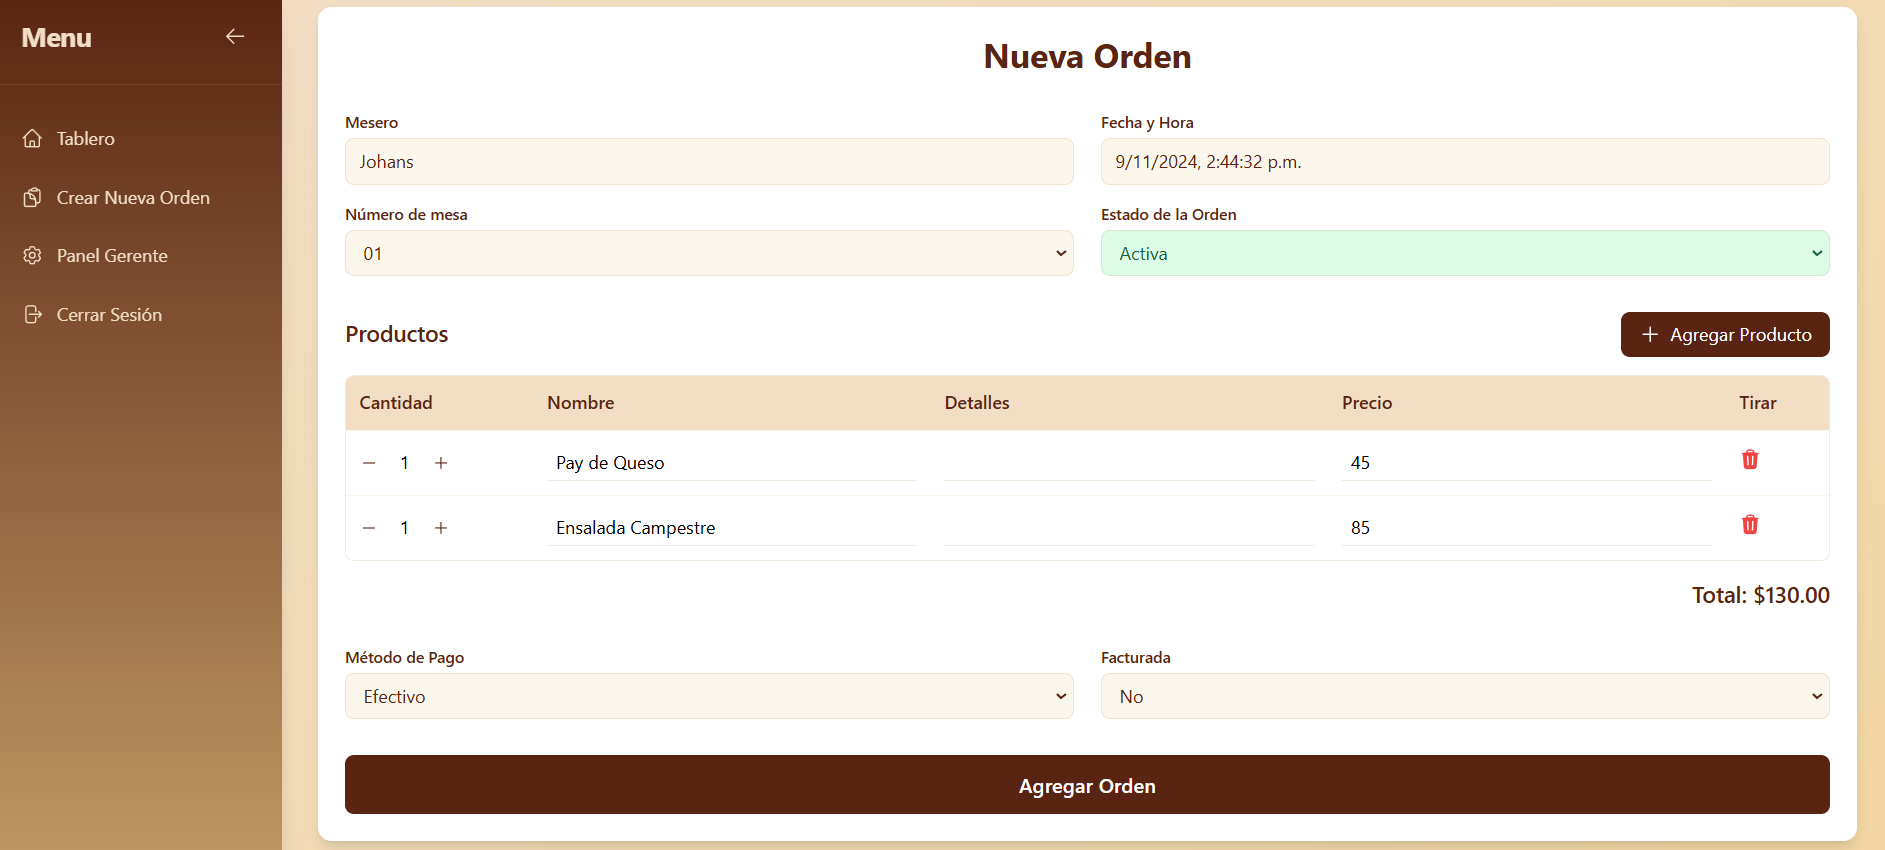 Menu
Tablero
Crear Nueva Orden
Panel Gerente
Cerrar Sesión
Nueva Orden
Mesero
Fecha y Hora
Johans
9/11/2024, 2:44:32 p.m.
Número de mesa
Estado de la Orden
01
Activa
Productos
Agregar Producto
Cantidad Nombre Detalles Precio Tirar
− 1 + Pay de Queso 45
− 1 + Ensalada Campestre 85
Total: $130.00
Método de Pago
Facturada
Efectivo
No
Agregar Orden